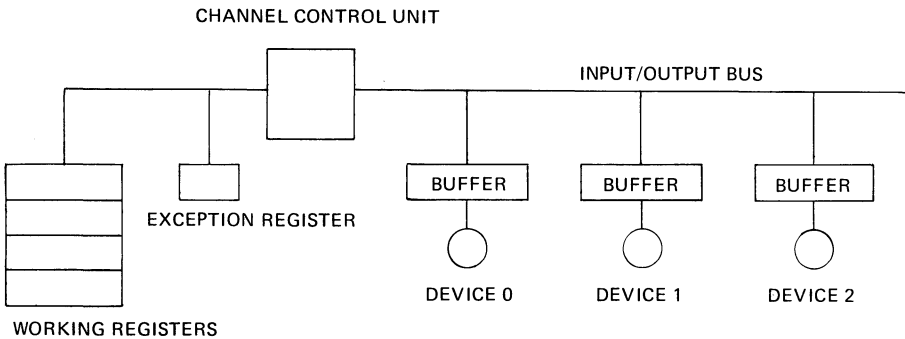 CHANNEL CONTROL UNIT
INPUT/OUTPUT BUS
BUFFER
BUFFER
BUFFER
EXCEPTION REGISTER
DEVICE 0
DEVICE 1
DEVICE 2
WORKING REGISTERS